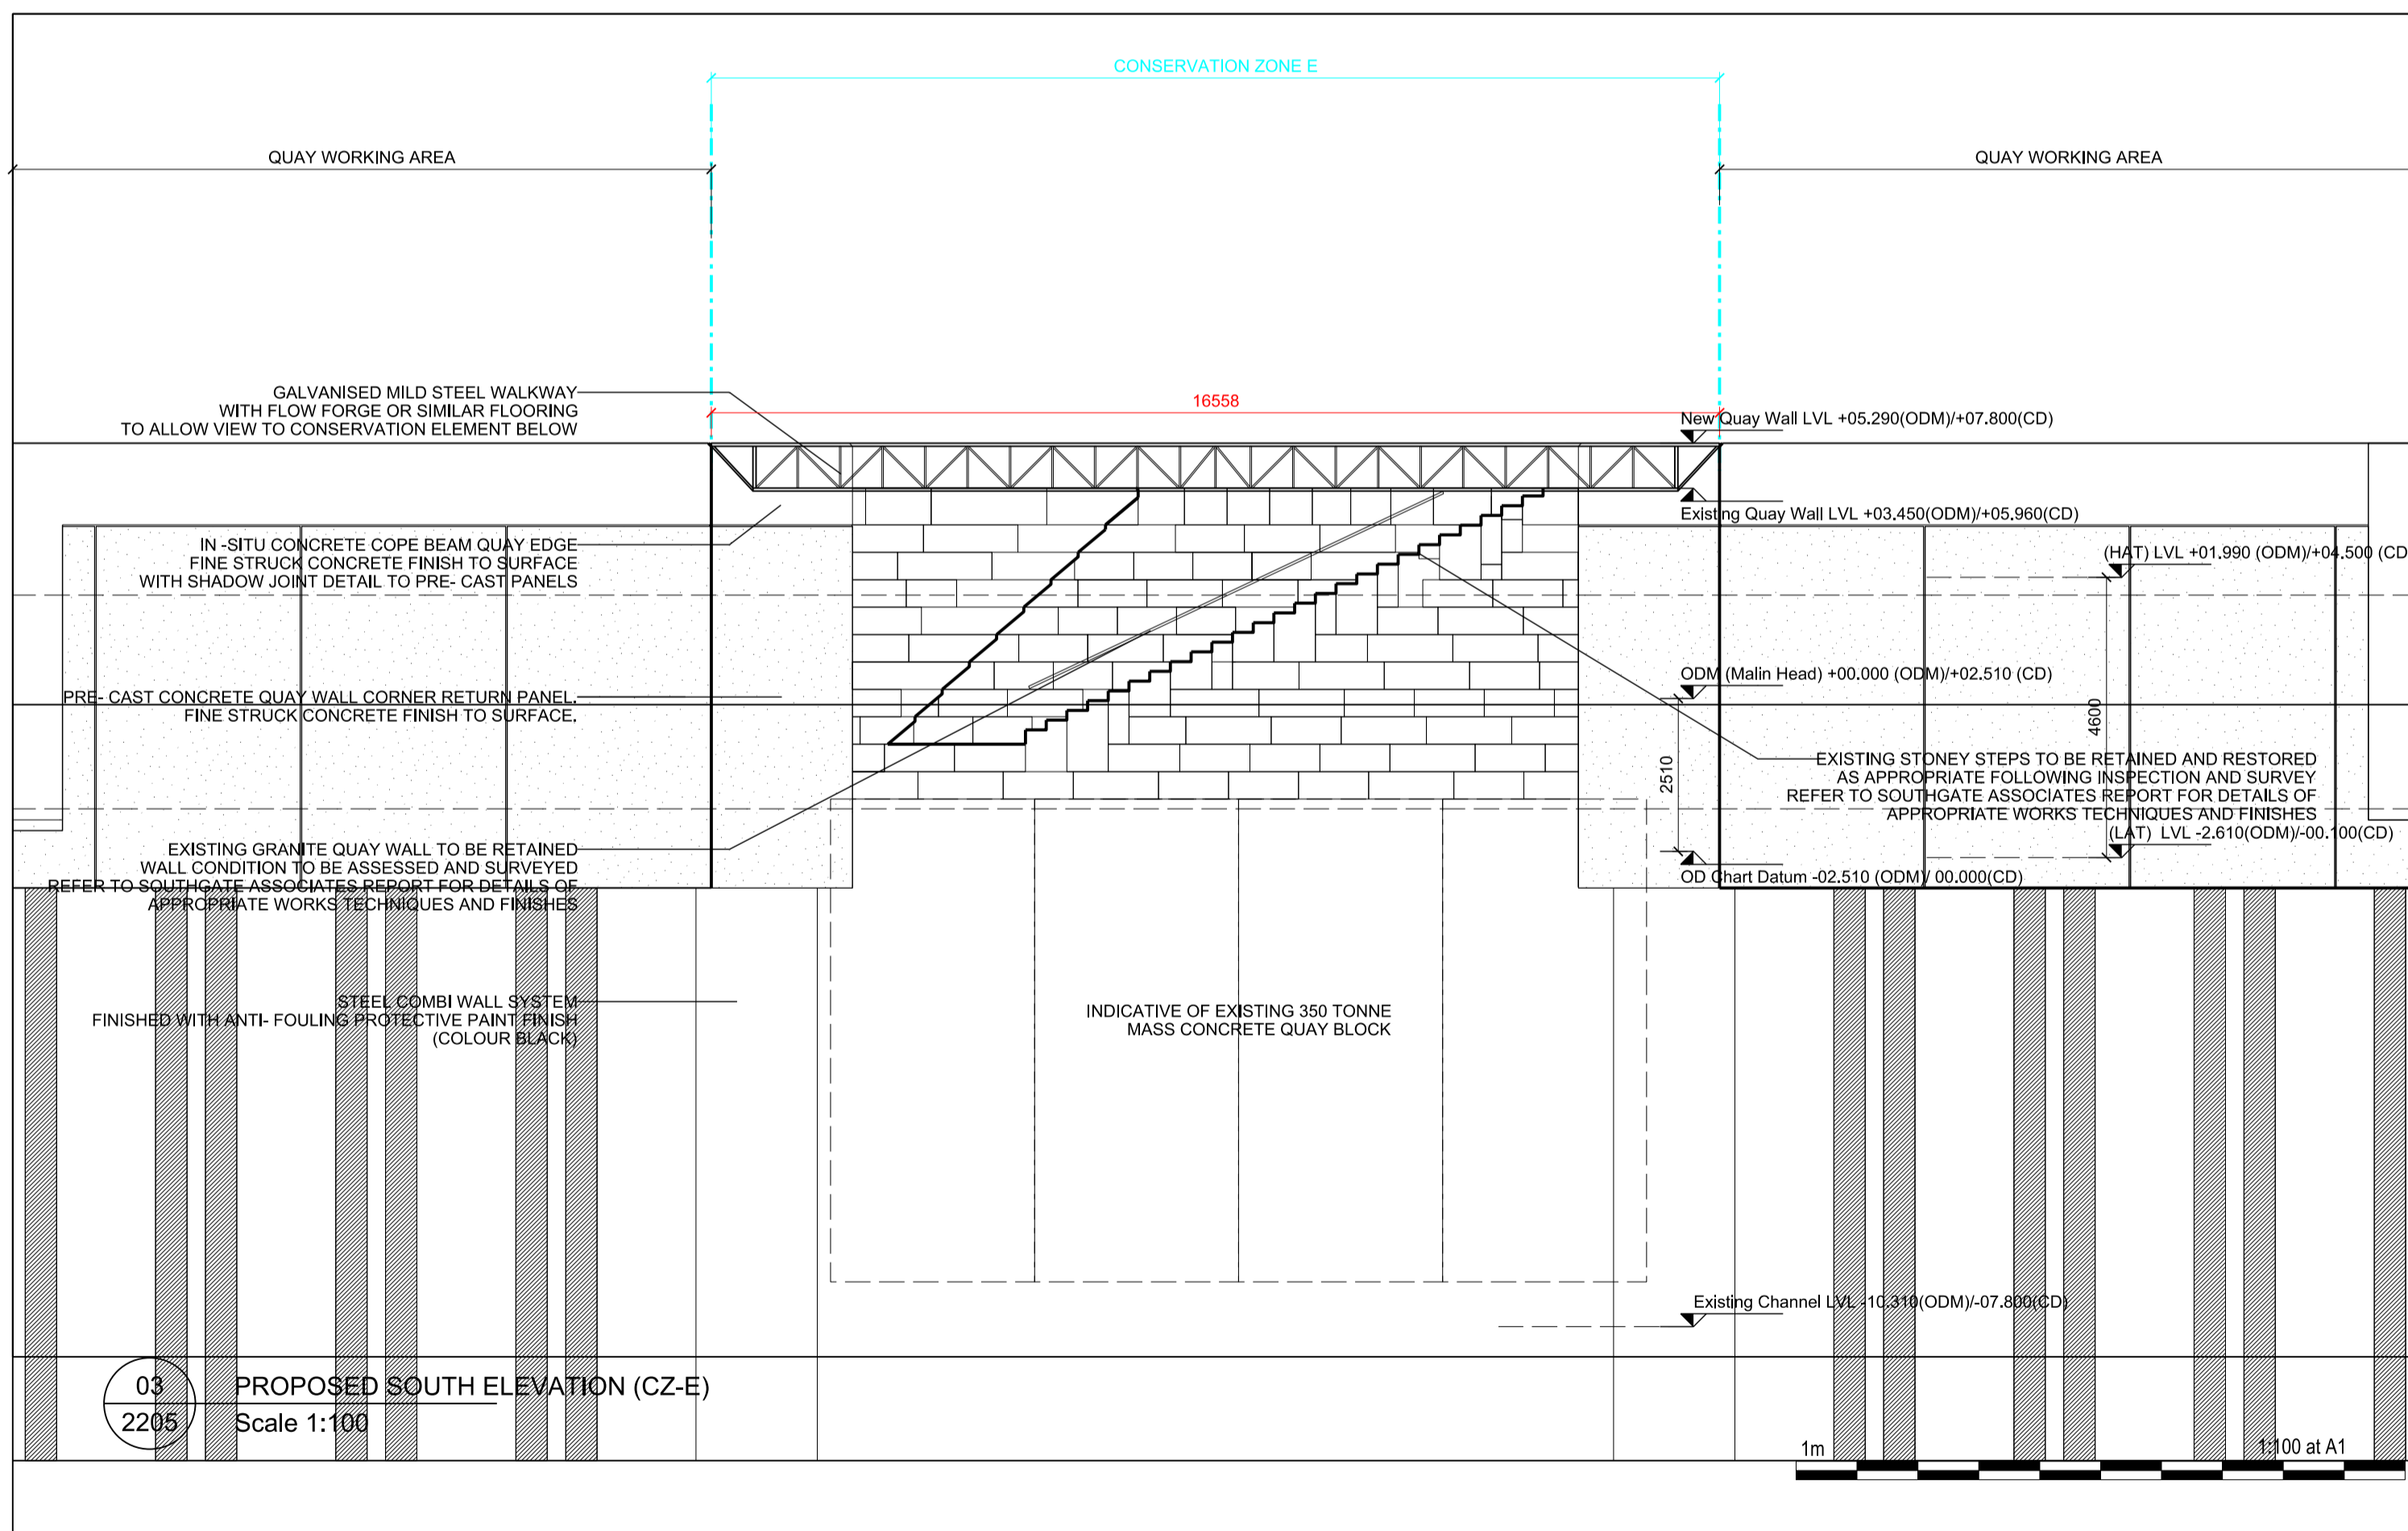 CONSERVATION ZONE E
QUAY WORKING AREA
QUAY WORKING AREA
GALVANISED MILD STEEL WALKWAY
WITH FLOW FORGE OR SIMILAR FLOORING
TO ALLOW VIEW TO CONSERVATION ELEMENT BELOW
16558
New Quay Wall LVL +05.290(ODM)/+07.800(CD)
Existing Quay Wall LVL +03.450(ODM)/+05.960(CD)
IN -SITU CONCRETE COPE BEAM QUAY EDGE
FINE STRUCK CONCRETE FINISH TO SURFACE
WITH SHADOW JOINT DETAIL TO PRE- CAST PANELS
(HAT) LVL +01.990 (ODM)/+04.500 (CD
ODM (Malin Head) +00.000 (ODM)/+02.510 (CD)
PRE- CAST CONCRETE QUAY WALL CORNER RETURN PANEL.
FINE STRUCK CONCRETE FINISH TO SURFACE.
4600
2510
EXISTING STONEY STEPS TO BE RETAINED AND RESTORED
AS APPROPRIATE FOLLOWING INSPECTION AND SURVEY
REFER TO SOUTHGATE ASSOCIATES REPORT FOR DETAILS OF
APPROPRIATE WORKS TECHNIQUES AND FINISHES
(LAT) LVL -2.610(ODM)/-00.100(CD)
EXISTING GRANITE QUAY WALL TO BE RETAINED
WALL CONDITION TO BE ASSESSED AND SURVEYED
REFER TO SOUTHGATE ASSOCIATES REPORT FOR DETAILS OF
APPROPRIATE WORKS TECHNIQUES AND FINISHES
OD Chart Datum -02.510 (ODM)/ 00.000(CD)
STEEL COMBI WALL SYSTEM
FINISHED WITH ANTI- FOULING PROTECTIVE PAINT FINISH
(COLOUR BLACK)
INDICATIVE OF EXISTING 350 TONNE
MASS CONCRETE QUAY BLOCK
Existing Channel LVL -10.310(ODM)/-07.800(CD)
03
2205
PROPOSED SOUTH ELEVATION (CZ-E)
Scale 1:100
1m
1:100 at A1